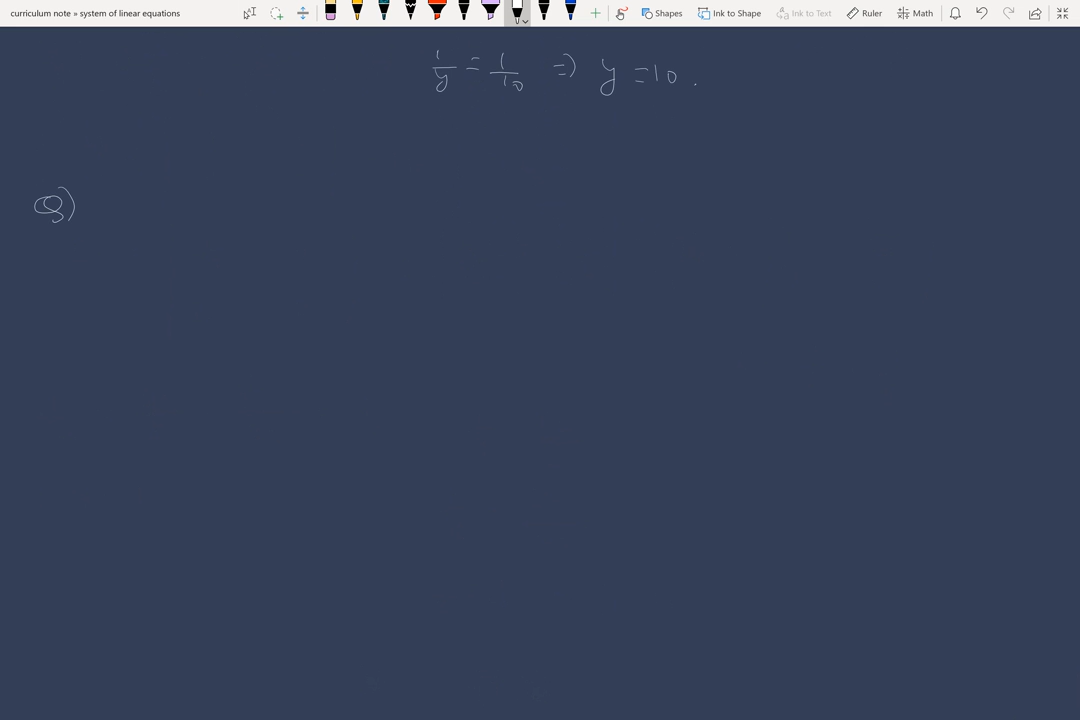 curriculum note » system of linear equations Shapes Ink to Shape Ink to Text Ruler Math
1/y = 1/10 => y = 10 .
Q)